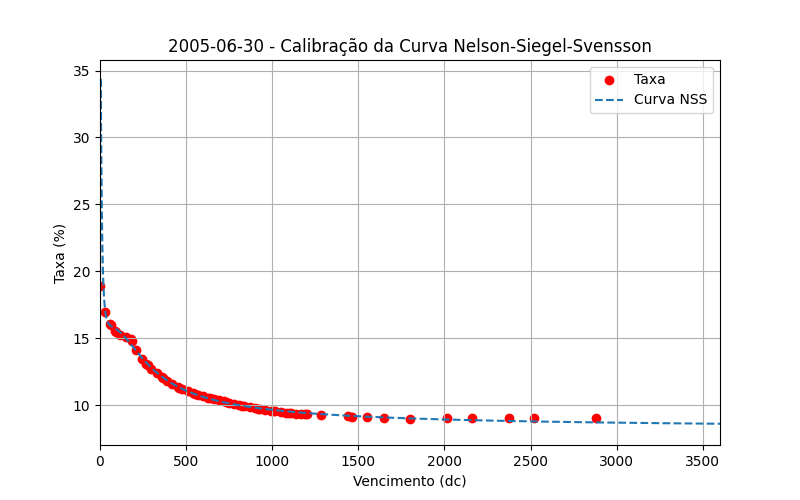 2005-06-30 - Calibração da Curva Nelson-Siegel-Svensson
Taxa
Curva NSS
Taxa (%)
35
30
25
20
15
10
0 500 1000 1500 2000 2500 3000 3500
Vencimento (dc)